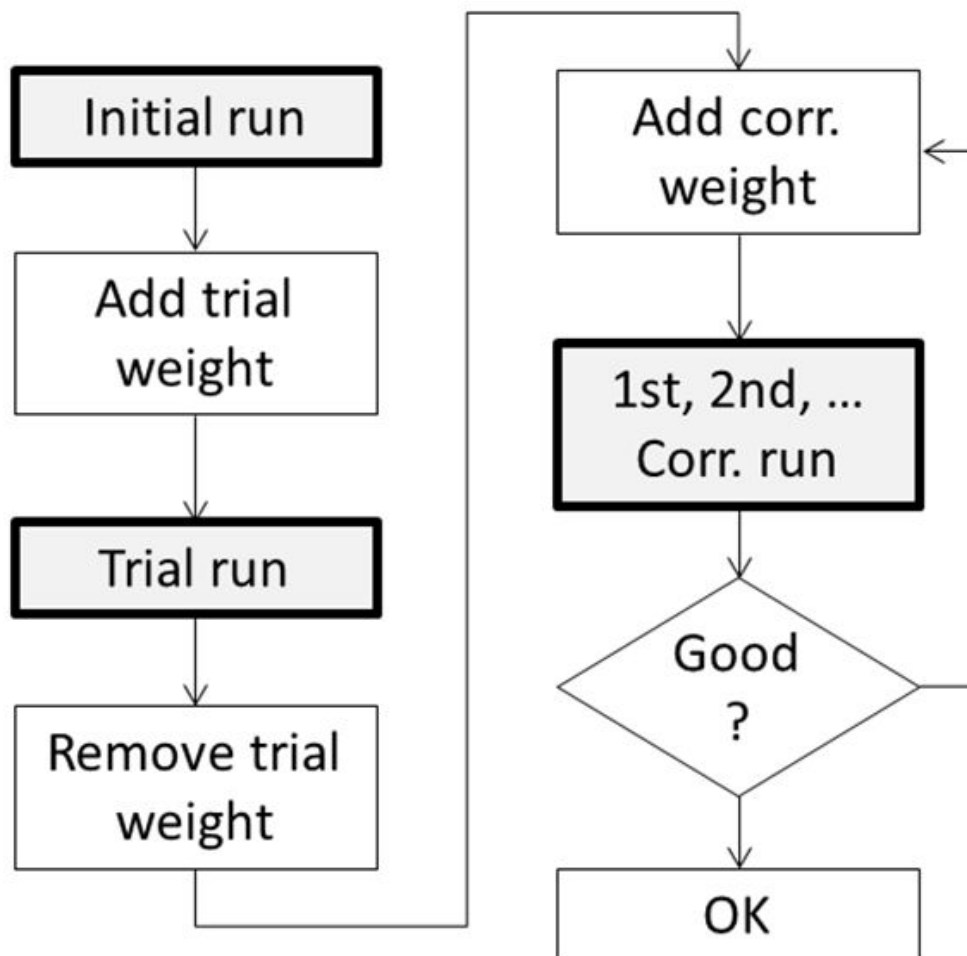 Initial run
Add trial
weight
Trial run
Remove trial
weight
Add corr.
weight
1st, 2nd, ...
Corr. run
Good
?
OK